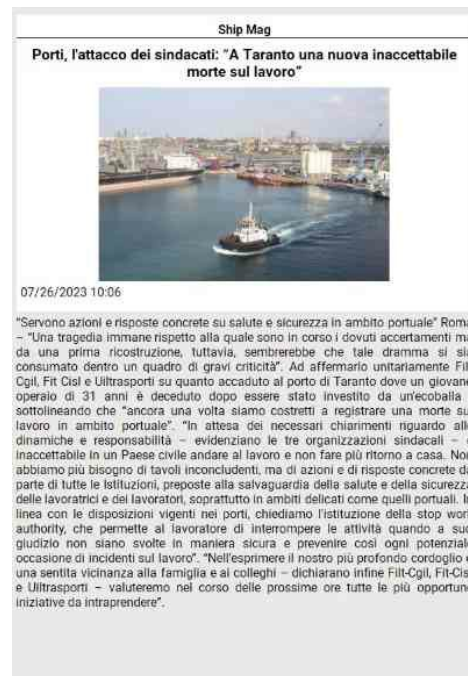 Ship Mag
Porti, l'attacco dei sindacati: "A Taranto una nuova inaccettabile
morte sul lavoro"
07/26/2023 10:06
"Servono azioni e risposte concrete su salute e sicurezza in ambito portuale" Roma
– "Una tragedia immane rispetto alla quale sono in corso i dovuti accertamenti ma
da una prima ricostruzione, tuttavia, sembrerebbe che tale dramma si sia
consumato dentro un quadro di gravi criticità". Ad affermarlo unitariamente Filt
Cgil, Fit Cisl e Uiltrasporti su quanto accaduto al porto di Taranto dove un giovane
operaio di 31 anni è deceduto dopo essere stato investito da un'ecoballa
sottolineando che "ancora una volta siamo costretti a registrare una morte sul
lavoro in ambito portuale". "In attesa dei necessari chiarimenti riguardo alle
dinamiche e responsabilità – evidenziano le tre organizzazioni sindacali – è
inaccettabile in un Paese civile andare al lavoro e non fare più ritorno a casa. Non
abbiamo più bisogno di tavoli inconcludenti, ma di azioni e di risposte concrete da
parte di tutte le Istituzioni, preposte alla salvaguardia della salute e della sicurezza
delle lavoratrici e dei lavoratori, soprattutto in ambiti delicati come quelli portuali. In
linea con le disposizioni vigenti nei porti, chiediamo l'istituzione della stop work
authority, che permette al lavoratore di interrompere le attività quando a suo
giudizio non siano svolte in maniera sicura e prevenire così ogni potenziale
occasione di incidenti sul lavoro". "Nell'esprimere il nostro più profondo cordoglio e
una sentita vicinanza alla famiglia e ai colleghi – dichiarano infine Filt-Cgil, Fit-Cisl
e Uiltrasporti – valuteremo nel corso delle prossime ore tutte le più opportune
iniziative da intraprendere".